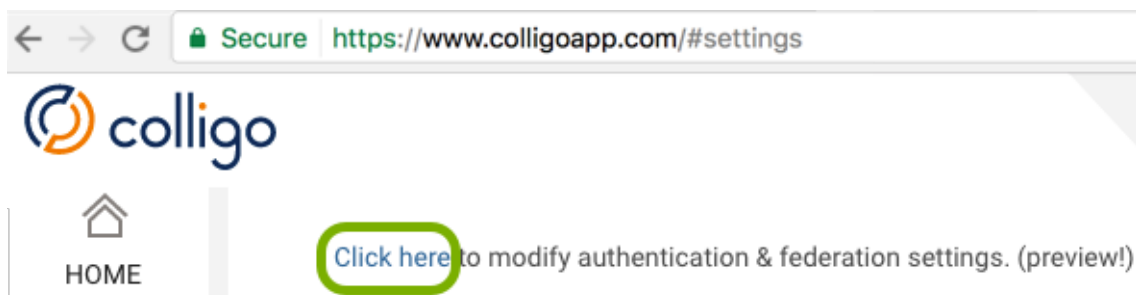 Secure https://www.colligoapp.com/#settings
colligo
Click here to modify authentication & federation settings. (preview!)
HOME